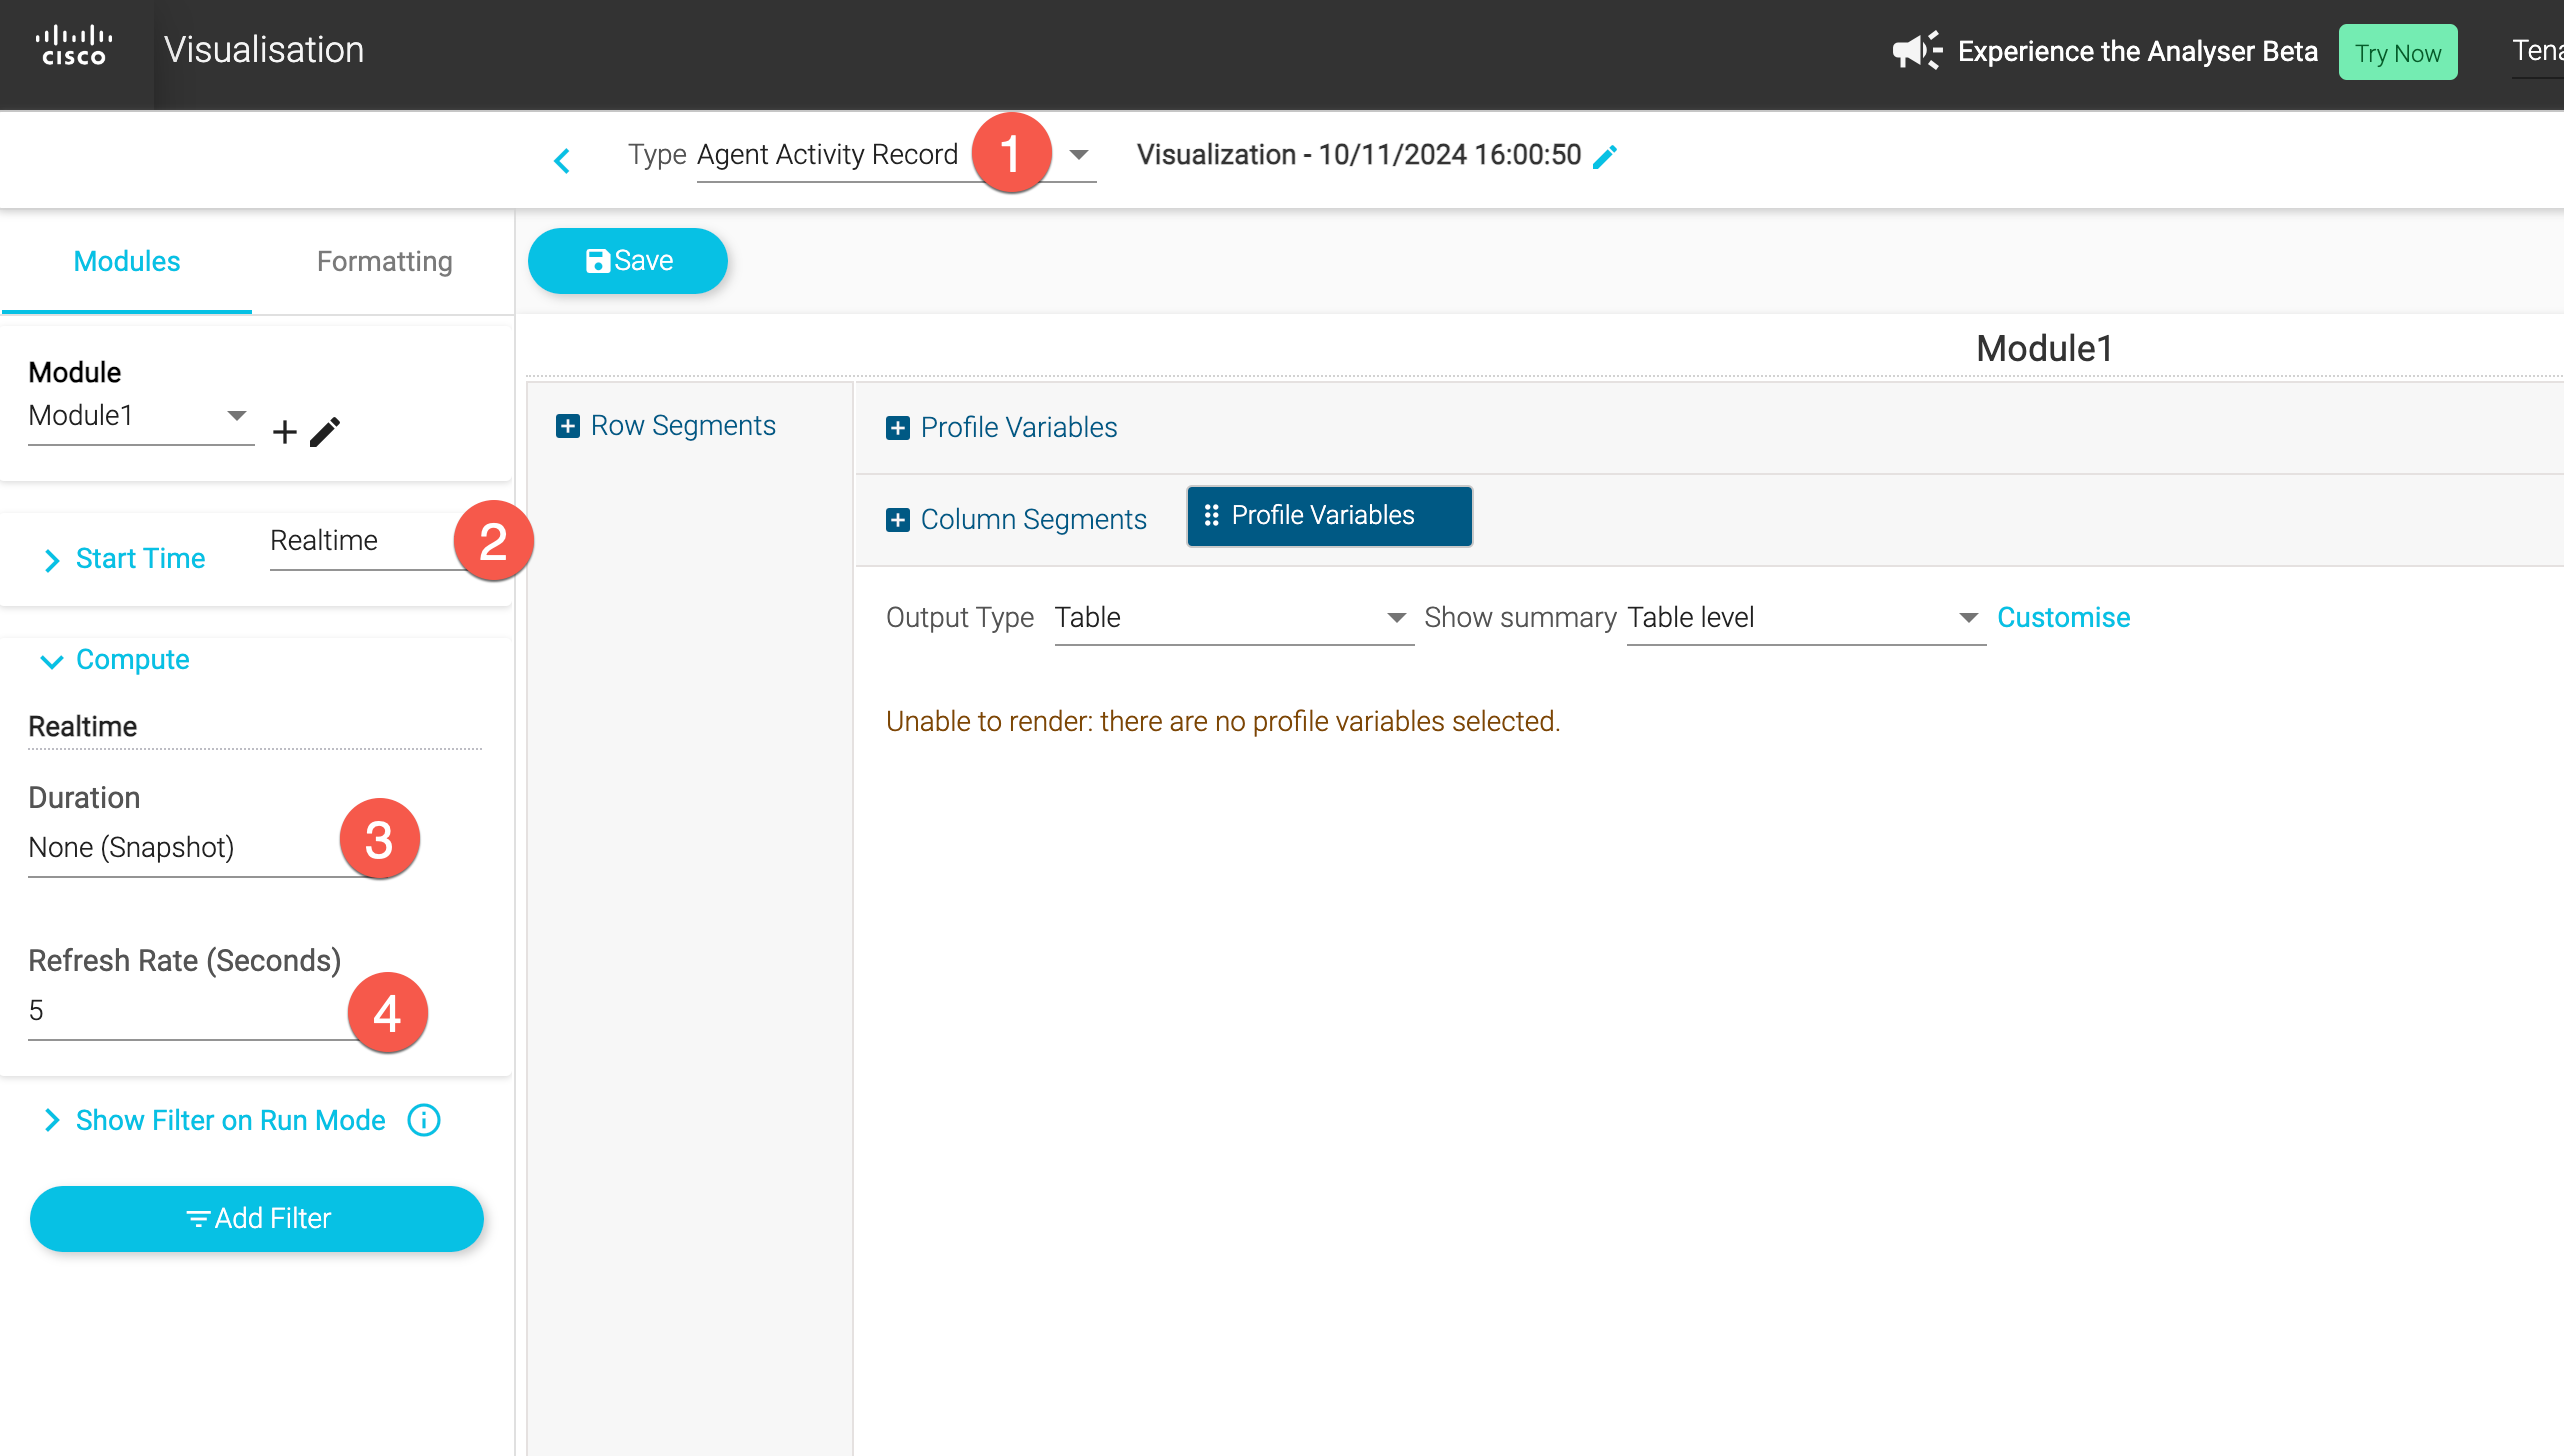 cisco
Visualisation
Experience the Analyser Beta
Try Now
Type Agent Activity Record
1
Visualization - 10/11/2024 16:00:50
Modules
Formatting
Save
Module1
Module
Module1
Row Segments
Profile Variables
Column Segments
Profile Variables
Start Time
Realtime
2
Output Type Table
Show summary Table level
Customise
Compute
Realtime
Unable to render: there are no profile variables selected.
Duration
None (Snapshot)
3
Refresh Rate (Seconds)
5
4
Show Filter on Run Mode
Add Filter